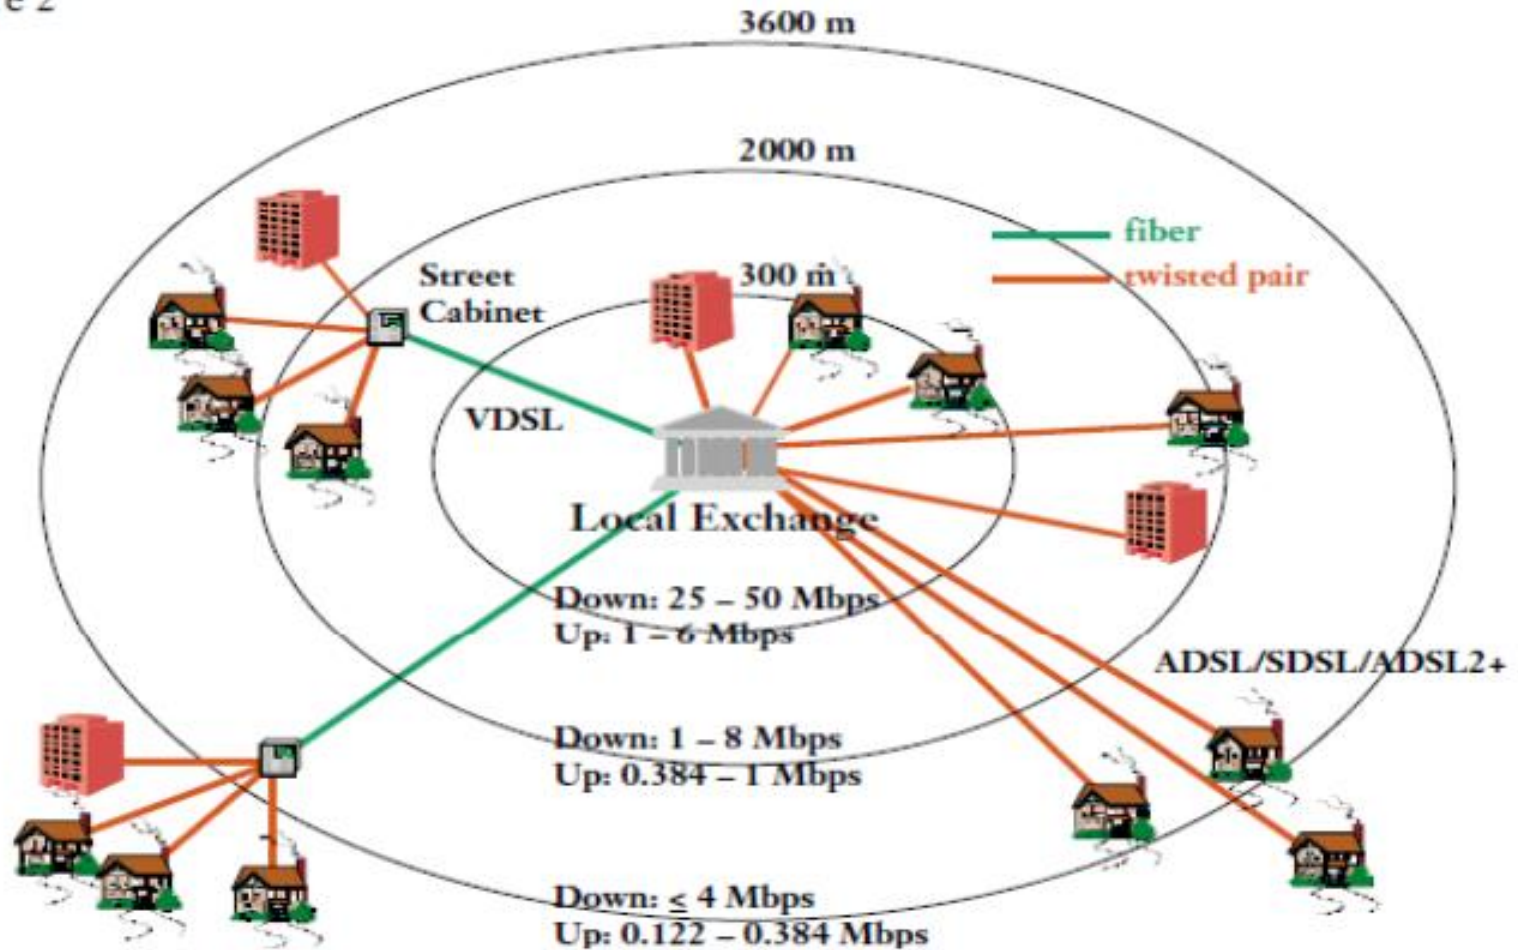 e 2
3600 m
2000 m
fiber
300 m
twisted pair
Street
Cabinet
VDSL
Local Exchange
Down: 25 – 50 Mbps
Up: 1 – 6 Mbps
ADSL/SDSL/ADSL2+
Down: 1 – 8 Mbps
Up: 0.384 – 1 Mbps
Down: ≤ 4 Mbps
Up: 0.122 – 0.384 Mbps